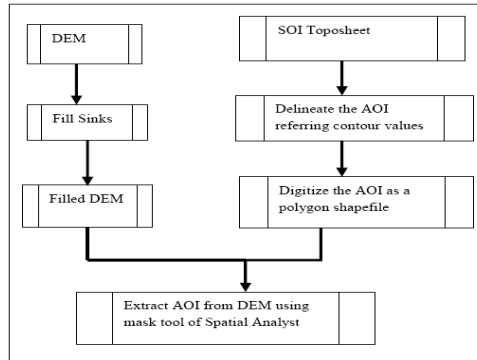 DEM
Fill Sinks
Filled DEM
SOI Toposheet
Delineate the AOI
referring contour values
Digitize the AOI as a
polygon shapefile
Extract AOI from DEM using
mask tool of Spatial Analyst